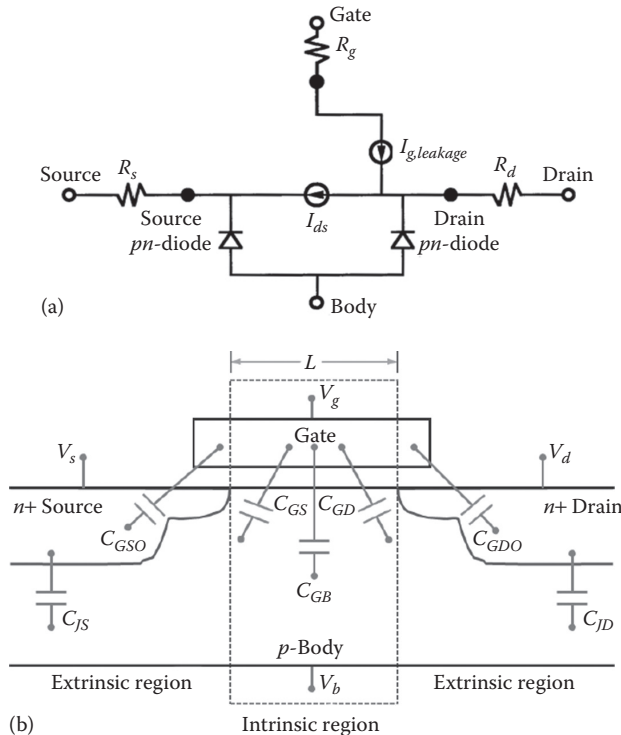 Gate
R_g
I_g,leakage
Source
R_s
R_d
Drain
Source
pn-diode
I_ds
Drain
pn-diode
Body
(a)
L
V_g
Gate
V_s
V_d
n+ Source
n+ Drain
C_GS
C_GD
C_GSO
C_GDO
C_GB
C_JS
C_JD
p-Body
Extrinsic region
V_b
Extrinsic region
(b)
Intrinsic region